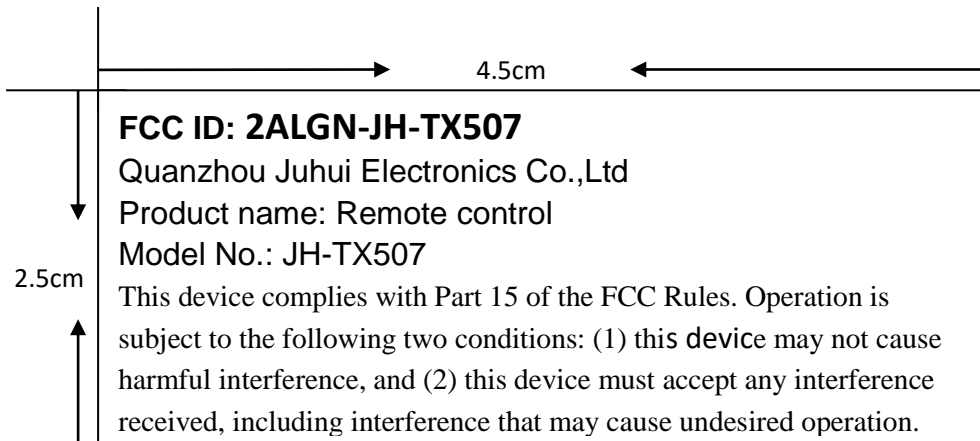 4.5cm
FCC ID: 2ALGN-JH-TX507
Quanzhou Juhui Electronics Co.,Ltd
Product name: Remote control
Model No.: JH-TX507
2.5cm
This device complies with Part 15 of the FCC Rules. Operation is
subject to the following two conditions: (1) this device may not cause
harmful interference, and (2) this device must accept any interference
received, including interference that may cause undesired operation.